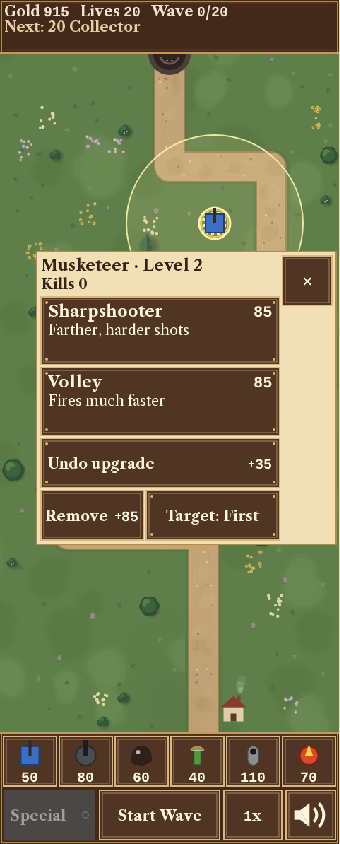 Gold 915 Lives 20 Wave 0/20
Next: 20 Collector
Musketeer · Level 2
Kills 0
×
Sharpshooter 85
Farther, harder shots
Volley 85
Fires much faster
Undo upgrade +35
Remove +85 Target: First
50 80 60 40 110 70
Special Start Wave 1x